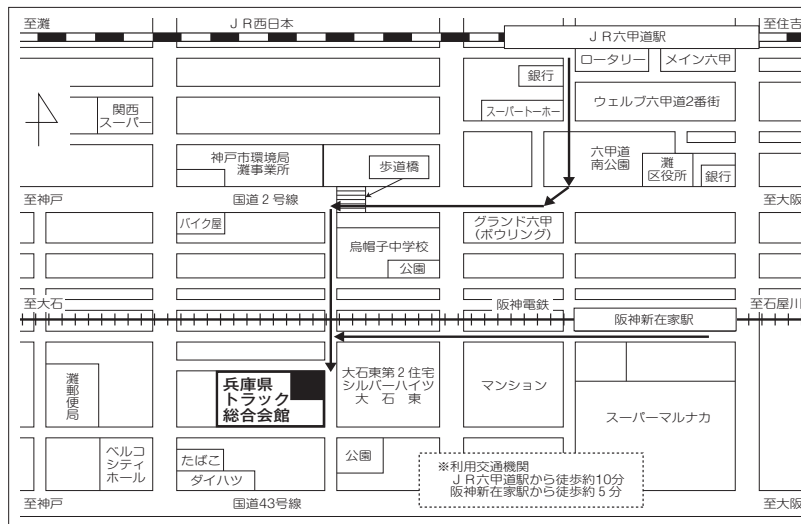 至灘
JR西日本
JR六甲道駅
至住吉
ロータリー
メイン六甲
銀行
関西
スーパー
スーパートーホー
ウェルブ六甲道2番街
神戸市環境局
灘事業所
歩道橋
六甲道
南公園
灘
区役所
銀行
至神戸
国道2号線
至大阪
バイク屋
グランド六甲
(ボウリング)
烏帽子中学校
公園
至大石
阪神電鉄
至石屋川
阪神新在家駅
灘郵便局
兵庫県
トラック
総合会館
大石東第2住宅
シルバーハイツ
大石東
マンション
スーパーマルナカ
ベルコ
シティ
ホール
たばこ
ダイハツ
公園
※利用交通機関
JR六甲道駅から徒歩約10分
阪神新在家駅から徒歩約5分
至神戸
国道43号線
至大阪